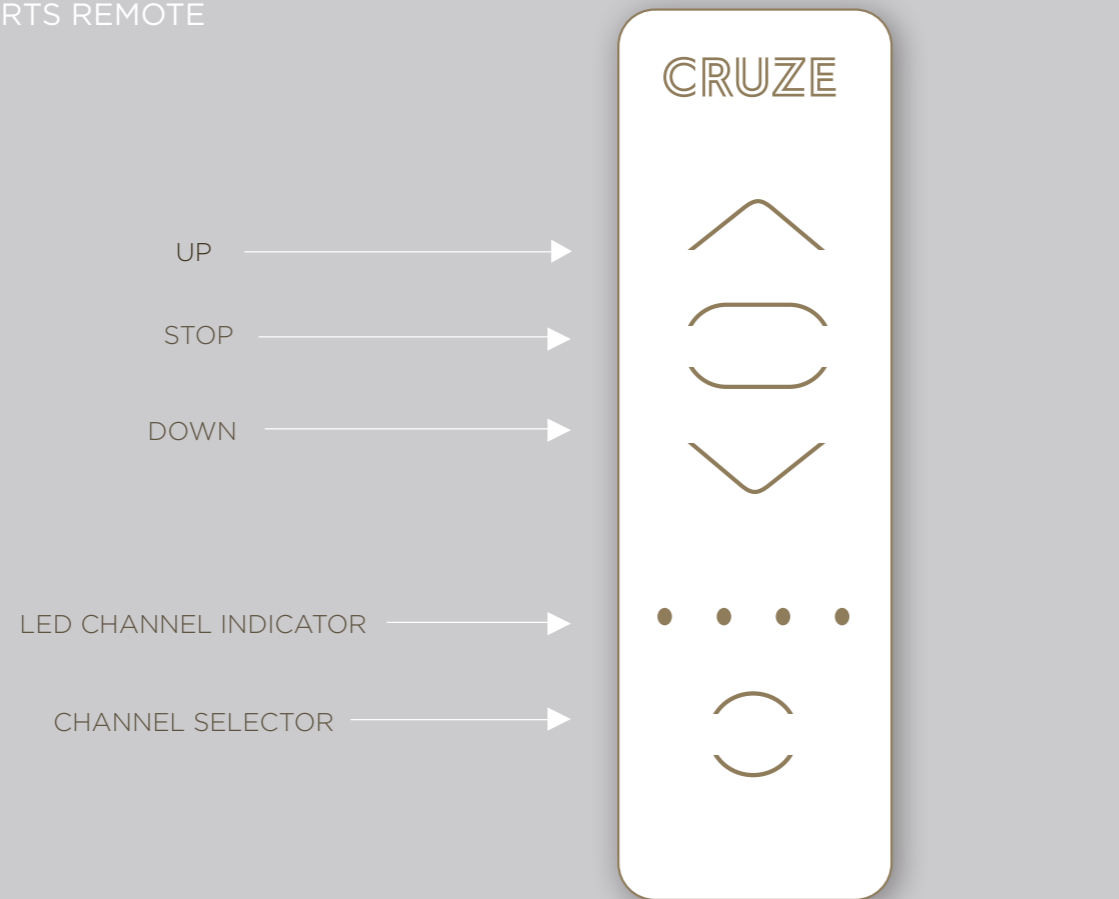 RTS REMOTE
CRUZE
UP
STOP
DOWN
LED CHANNEL INDICATOR
CHANNEL SELECTOR